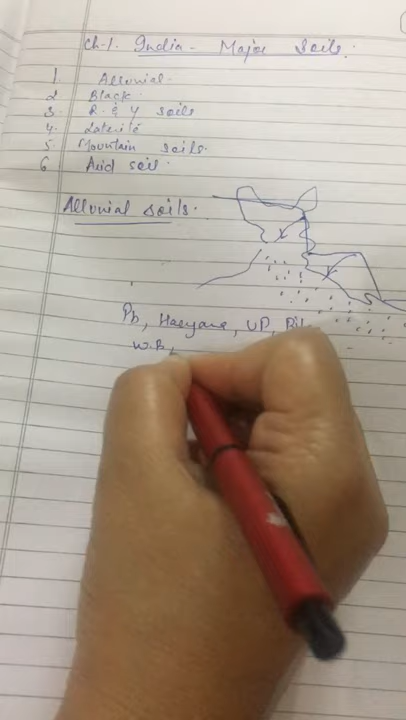 Ch-1. India - Major Soils.
1. Alluvial.
2 Black.
3. R. & Y soils
4. Laterite
5 Mountain soils.
6 Arid soil.
Alluvial soils.
Pb, Haryana, UP,
W.B,